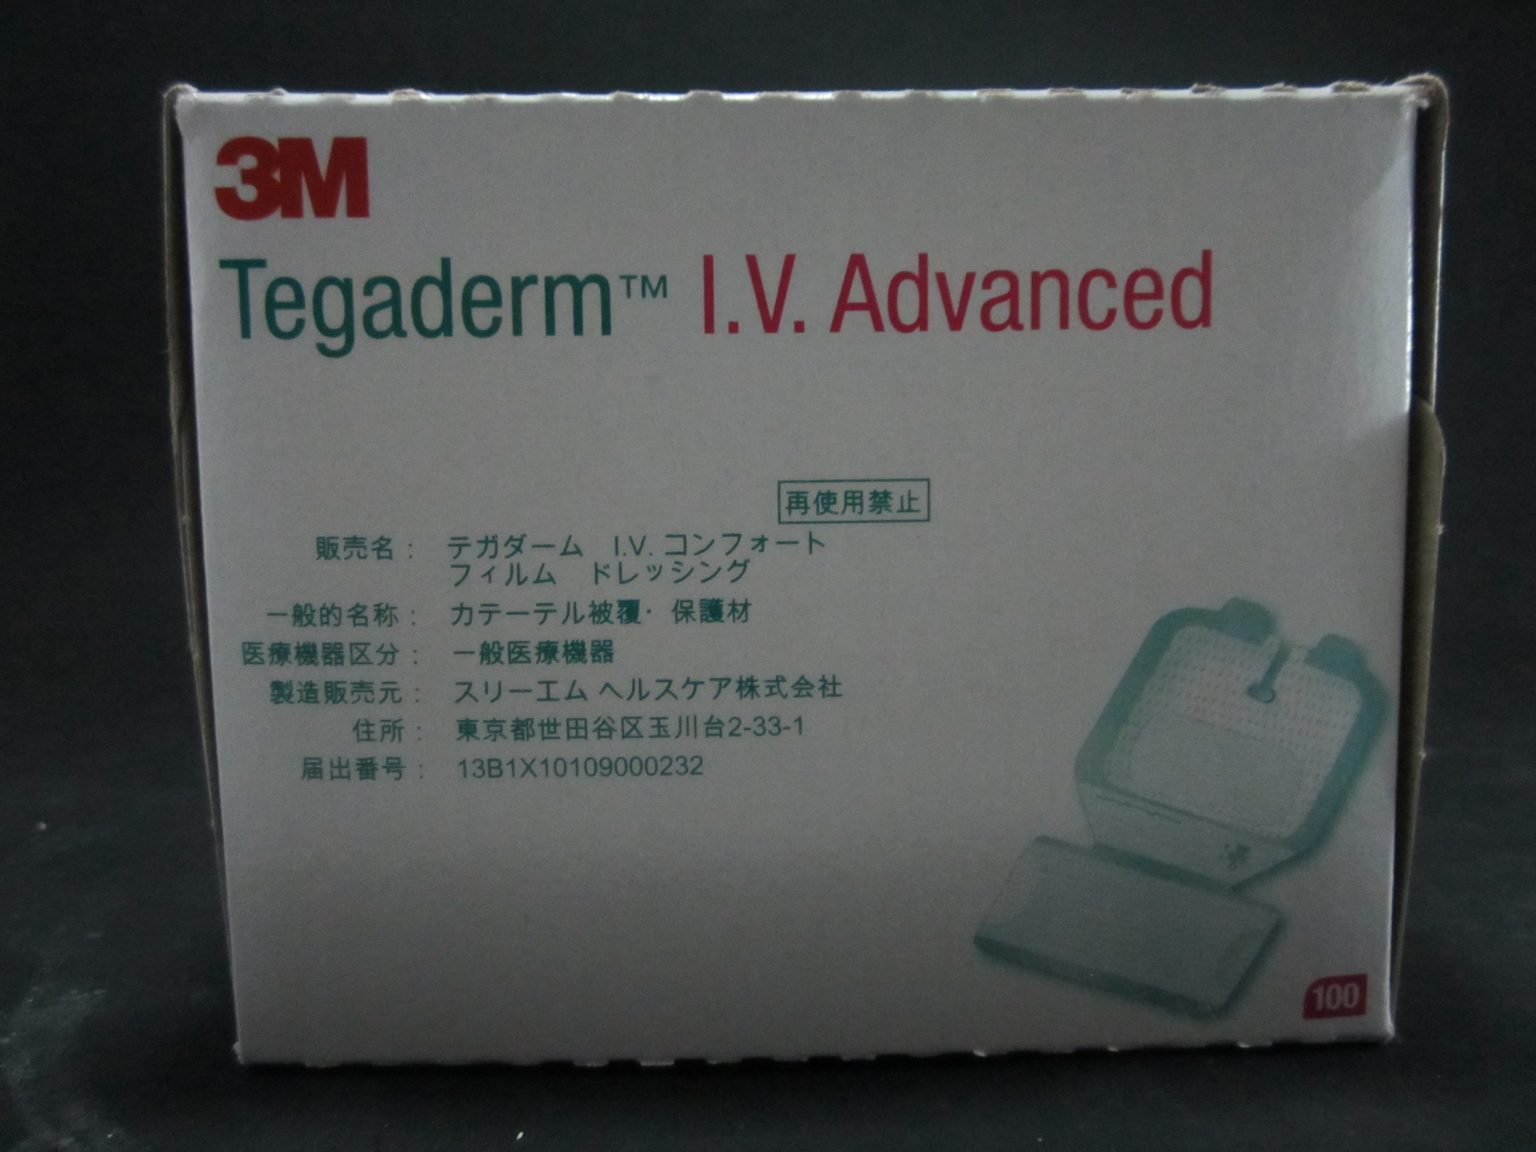 3M
Tegaderm™ I.V. Advanced
再使用禁止
販売名： テガダーム　I.V. コンフォート
フィルム　ドレッシング
一般的名称： カテーテル被覆・保護材
医療機器区分： 一般医療機器
製造販売元： スリーエム ヘルスケア株式会社
住所： 東京都世田谷区玉川台2-33-1
届出番号： 13B1X10109000232
100